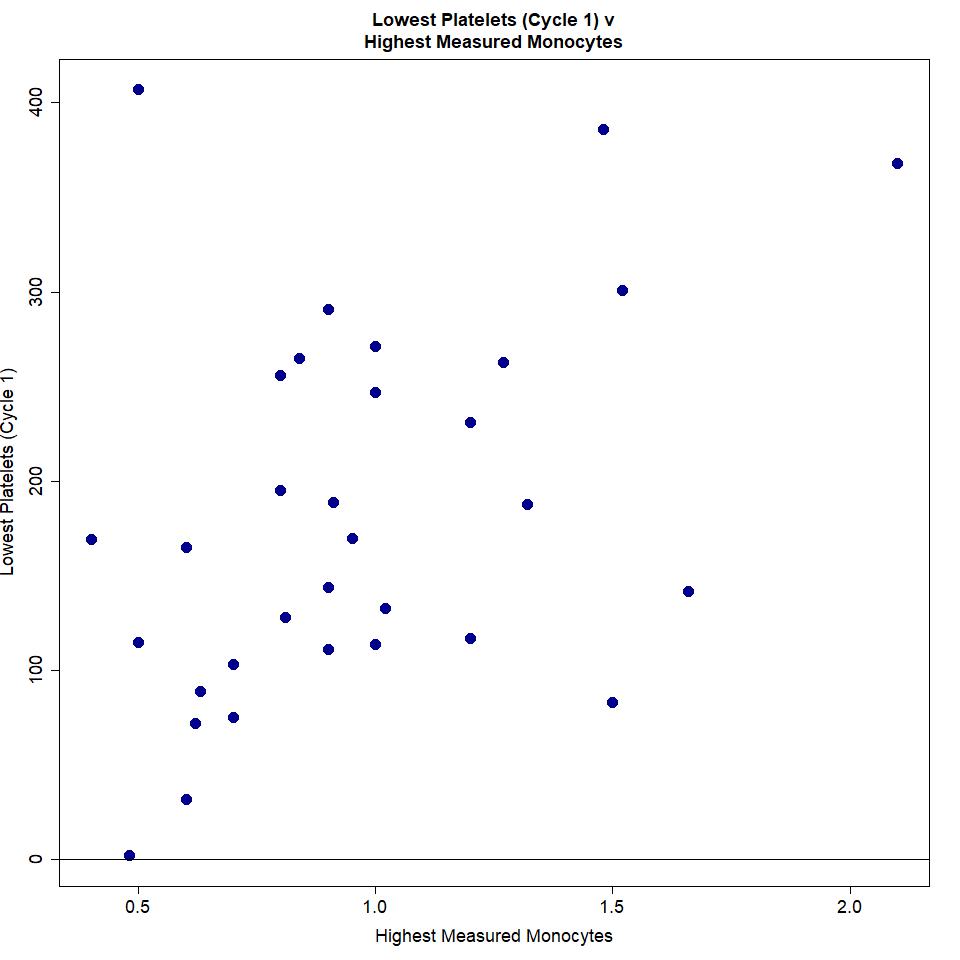 Lowest Platelets (Cycle 1) v
Highest Measured Monocytes
Lowest Platelets (Cycle 1)
400
300
200
100
0
0.5
1.0
1.5
2.0
Highest Measured Monocytes